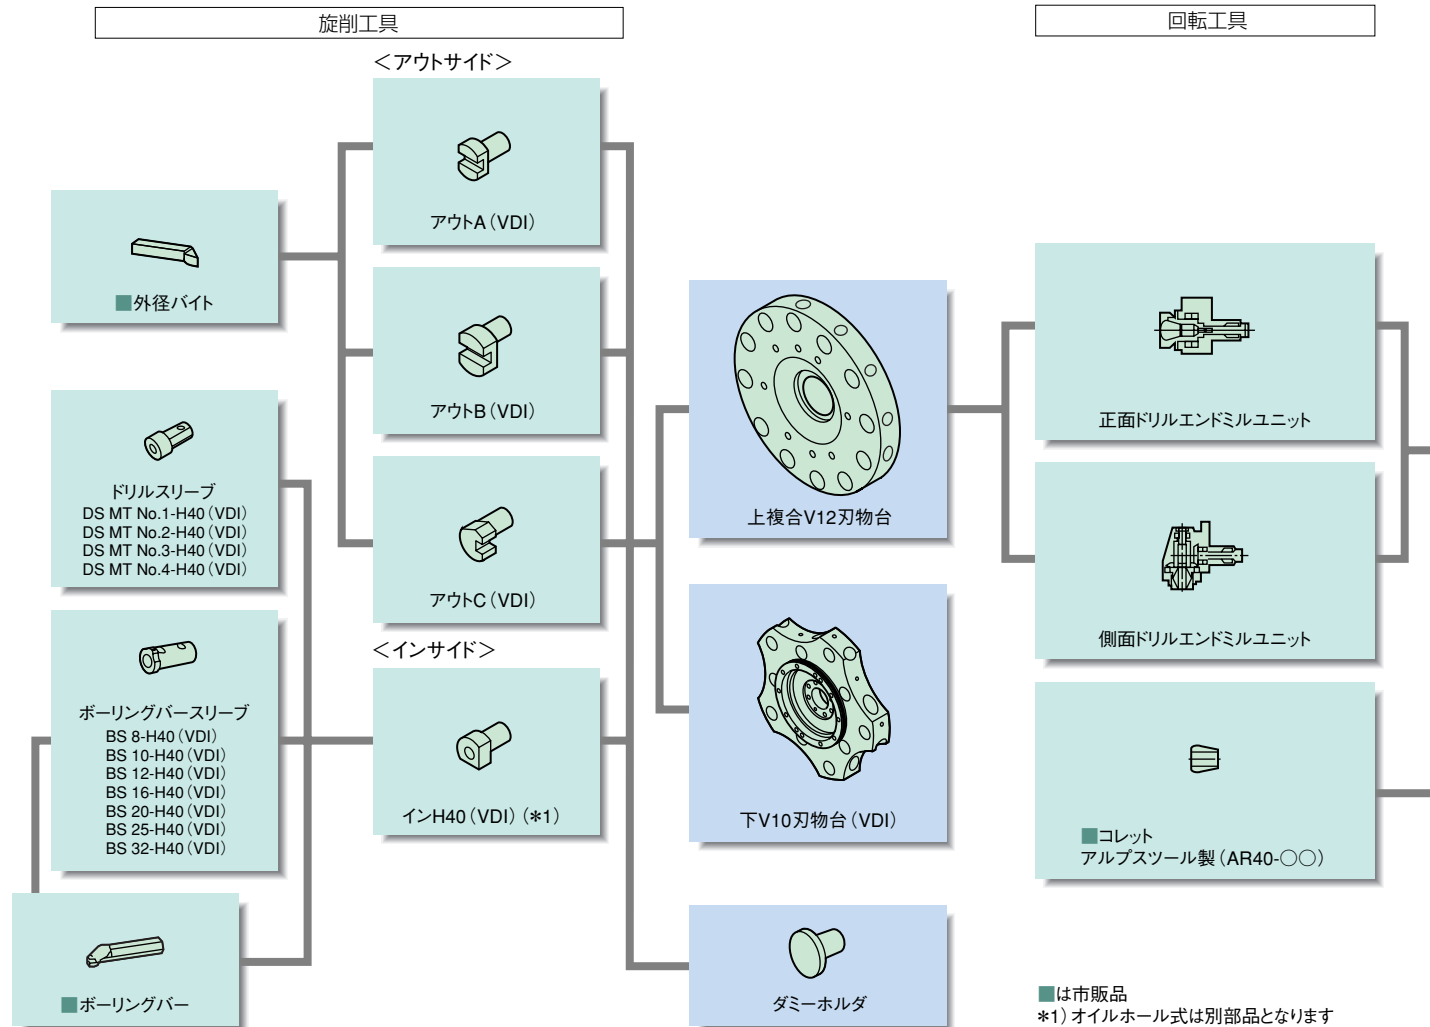 旋削工具
回転工具
＜アウトサイド＞
アウトA（VDI）
■外径バイト
アウトB（VDI）
ドリルスリーブ
DS MT No.1-H40（VDI）
DS MT No.2-H40（VDI）
DS MT No.3-H40（VDI）
DS MT No.4-H40（VDI）
アウトC（VDI）
＜インサイド＞
ボーリングバースリーブ
BS 8-H40（VDI）
BS 10-H40（VDI）
BS 12-H40（VDI）
BS 16-H40（VDI）
BS 20-H40（VDI）
BS 25-H40（VDI）
BS 32-H40（VDI）
インH40（VDI）（*1）
■ボーリングバー
上複合V12刃物台
下V10刃物台（VDI）
ダミーホルダ
正面ドリルエンドミルユニット
側面ドリルエンドミルユニット
■コレット
アルプスツール製（AR40-○○）
■は市販品
*1）オイルホール式は別部品となります